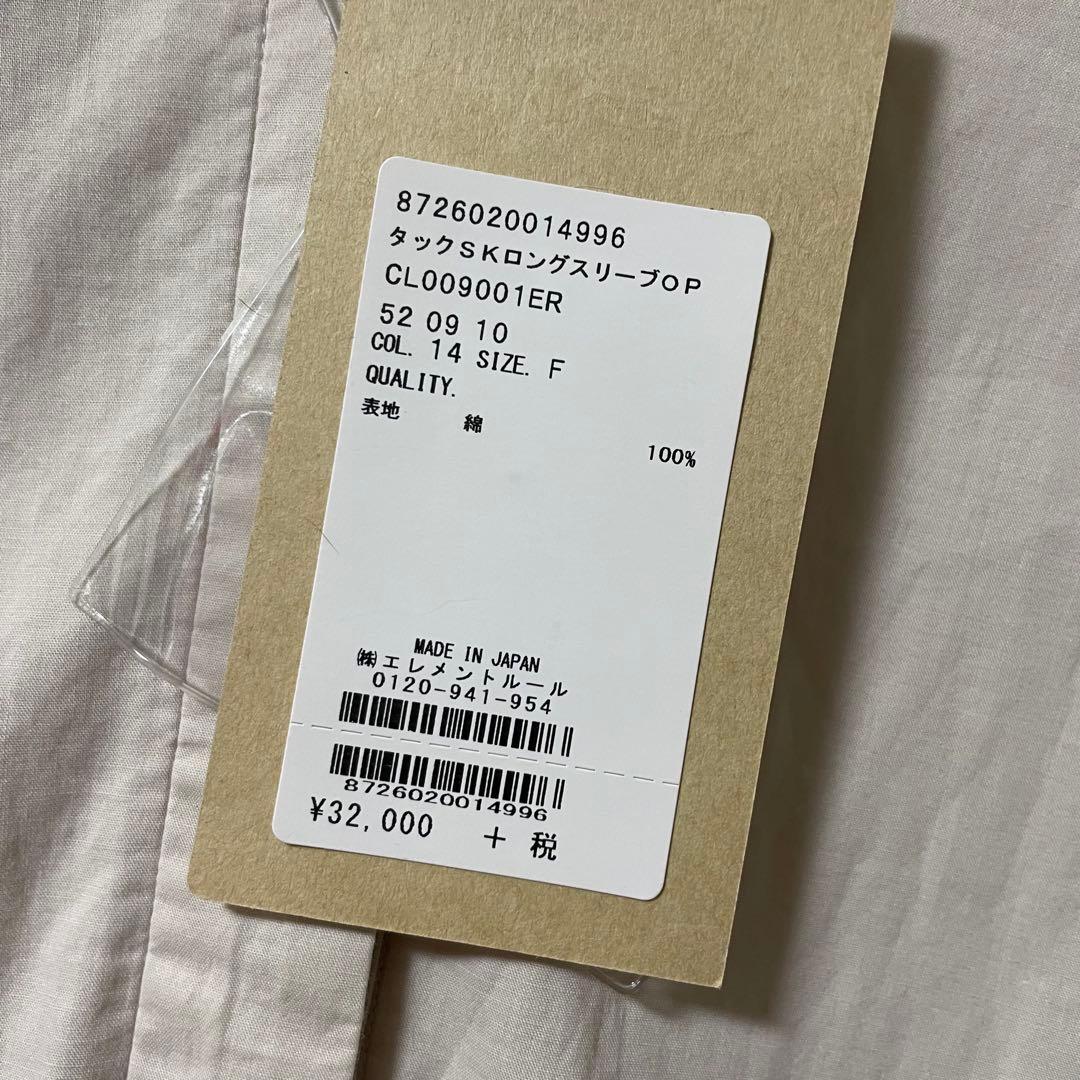 8726020014996
タックＳＫロングスリーブＯＰ
CL009001ER
52 09 10
COL. 14 SIZE. F
QUALITY.
表地 綿
100%
MADE IN JAPAN
㈱エレメントルール
0120-941-954
8726020014996
¥32,000 + 税